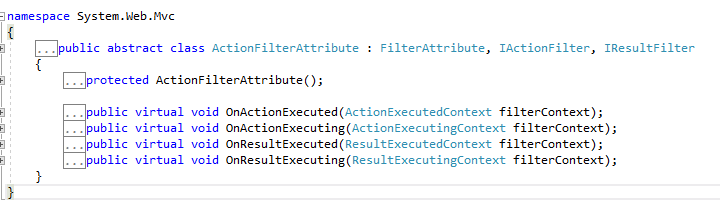 namespace System.Web.Mvc
{
...public abstract class ActionFilterAttribute : FilterAttribute, IActionFilter, IResultFilter
{
...protected ActionFilterAttribute();
...public virtual void OnActionExecuted(ActionExecutedContext filterContext);
...public virtual void OnActionExecuting(ActionExecutingContext filterContext);
...public virtual void OnResultExecuted(ResultExecutedContext filterContext);
...public virtual void OnResultExecuting(ResultExecutingContext filterContext);
}
}